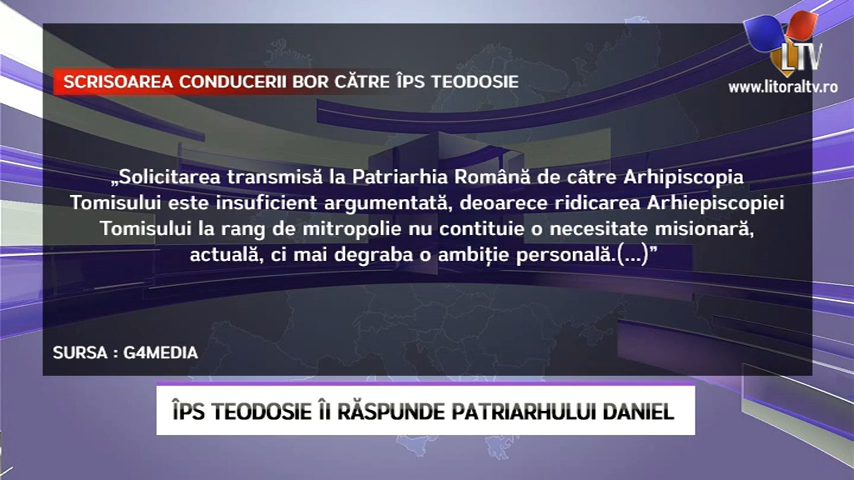 LTV
www.litoraltv.ro
SCRISOAREA CONDUCERII BOR CĂTRE ÎPS TEODOSIE
„Solicitarea transmisă la Patriarhia Română de câtre Arhipiscopia
Tomisului este insuficient argumentată, deoarece ridicarea Arhiepiscopiei
Tomisului la rang de mitropolie nu contituie o necesitate misionară,
actuală, ci mai degraba o ambiție personală.(...)”
SURSA : G4MEDIA
ÎPS TEODOSIE ÎI RĂSPUNDE PATRIARHULUI DANIEL